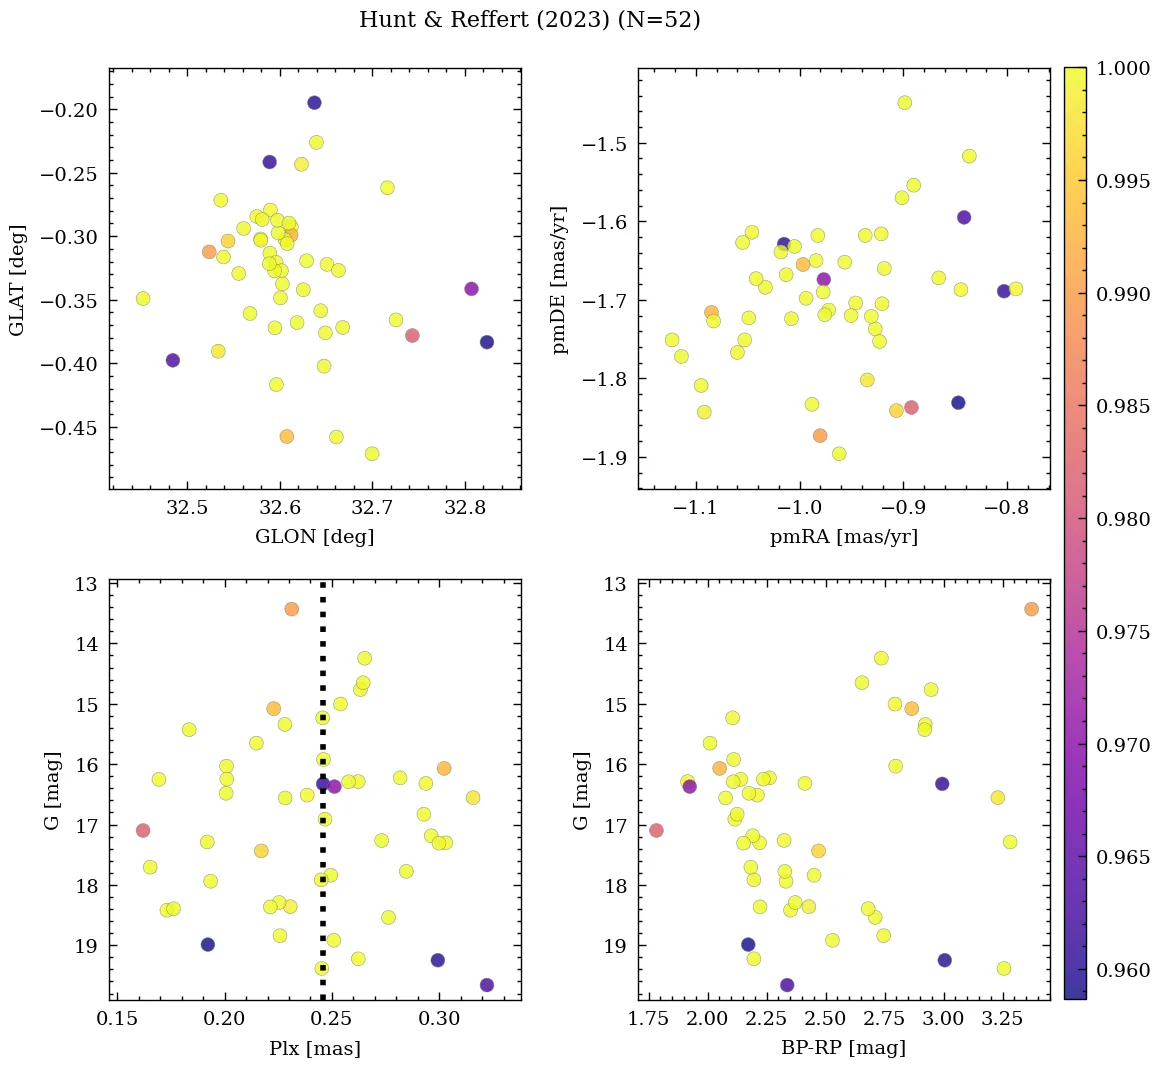 Hunt & Reffert (2023) (N=52)
−0.20
−0.25
−0.30
−0.35
−0.40
−0.45
GLAT [deg]
32.5 32.6 32.7 32.8
GLON [deg]
−1.5
−1.6
−1.7
−1.8
−1.9
pmDE [mas/yr]
−1.1 −1.0 −0.9 −0.8
pmRA [mas/yr]
13
14
15
16
17
18
19
G [mag]
0.15 0.20 0.25 0.30
Plx [mas]
13
14
15
16
17
18
19
G [mag]
1.75 2.00 2.25 2.50 2.75 3.00 3.25
BP-RP [mag]
1.000
0.995
0.990
0.985
0.980
0.975
0.970
0.965
0.960